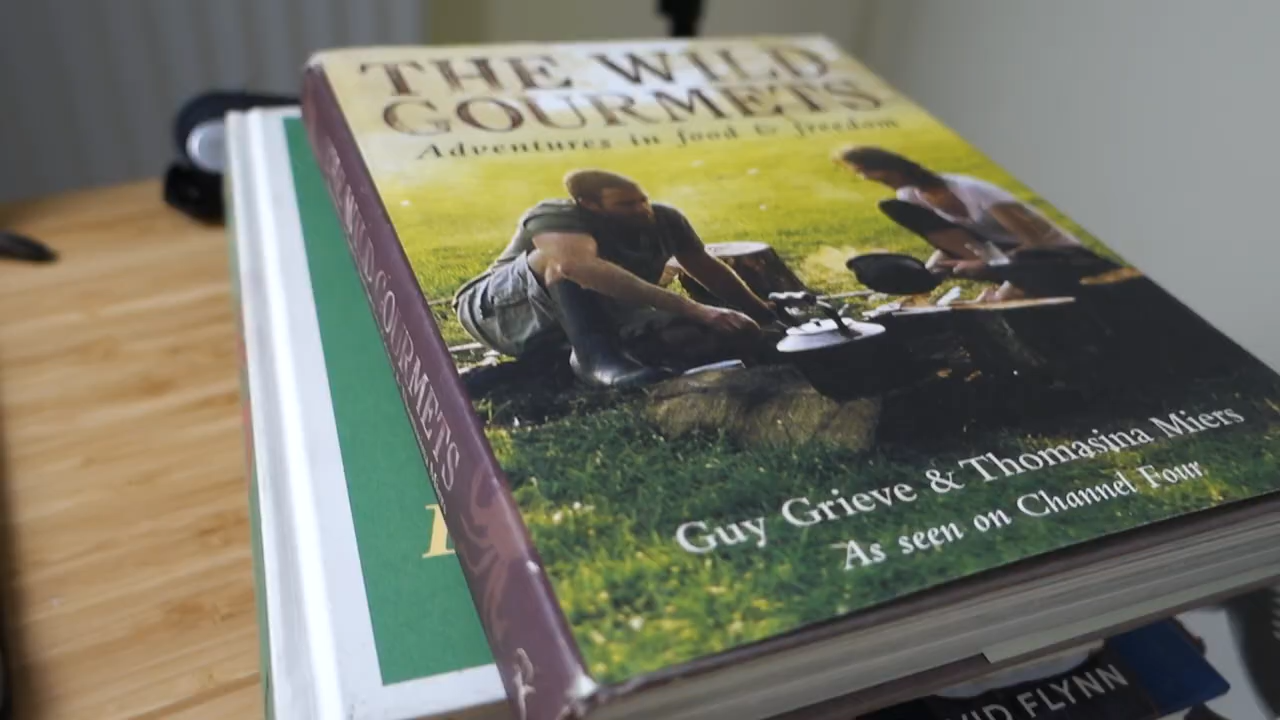 THE WILD
GOURMETS
Adventures in food & freedom
Guy Grieve & Thomasina Miers
As seen on Channel Four
THE WILD GOURMETS
VID FLYNN